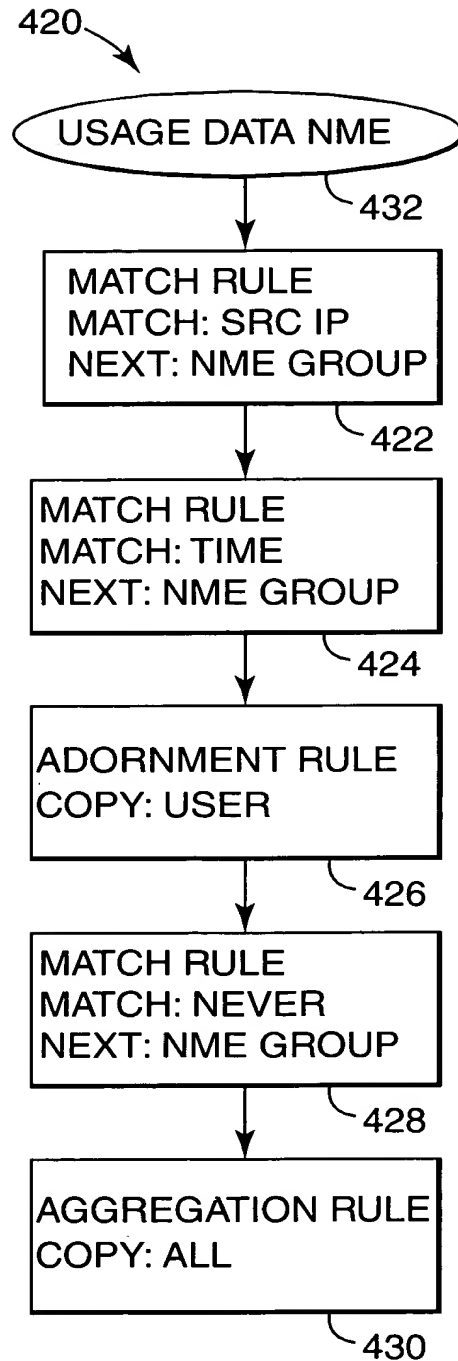 420
USAGE DATA NME
432
MATCH RULE
MATCH: SRC IP
NEXT: NME GROUP
422
MATCH RULE
MATCH: TIME
NEXT: NME GROUP
424
ADORNMENT RULE
COPY: USER
426
MATCH RULE
MATCH: NEVER
NEXT: NME GROUP
428
AGGREGATION RULE
COPY: ALL
430